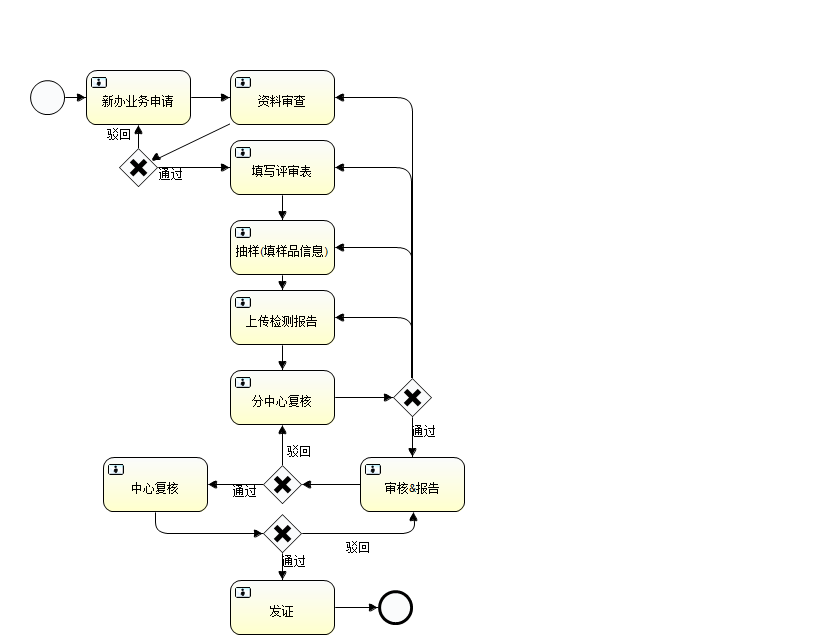 新办业务申请
资料审查
驳回
通过
填写评审表
抽样(填样品信息)
上传检测报告
分中心复核
通过
驳回
中心复核
通过
审核&报告
驳回
通过
发证